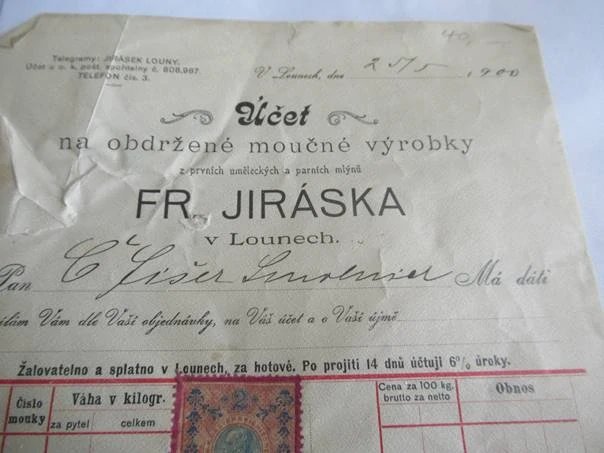 40,—
Telegramy: JIRÁSEK LOUNY.
Účet u c. k. pošt. spořitelny č. 808.967.
TELEFON čís. 3.
V Lounech, dne 25/5 1900
Účet
na obdržené moučné výrobky
z prvních uměleckých a parních mlýnů
FR. JIRÁSKA
v Lounech.
Pan Má dáti
Vám dle Vaší objednávky, na Váš účet a o Vaší újmě
Žalovatelno a splatno v Lounech, za hotové. Po projití 14 dnů účtuji 6% úroky.
Číslo mouky Váha v kilogr. Cena za 100 kg. brutto za netto Obnos
za pytel celkem
2